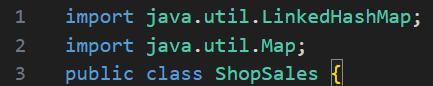 1 import java.util.LinkedHashMap;
2 import java.util.Map;
3 public class ShopSales {